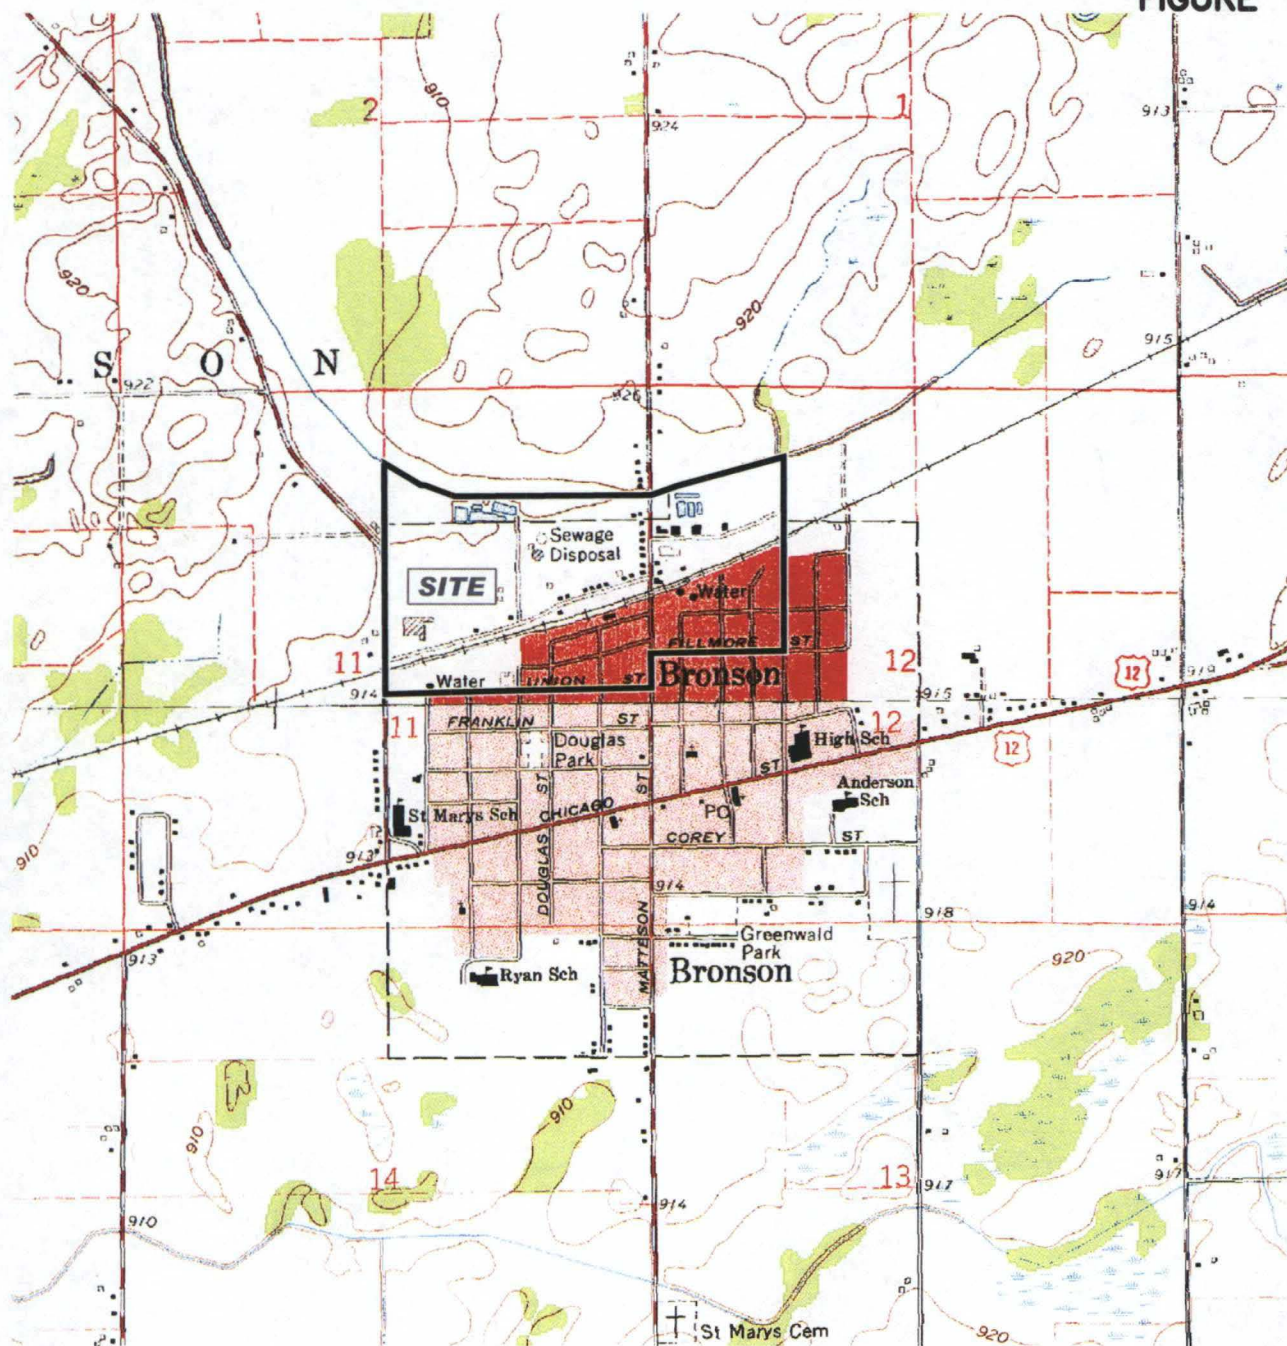 FIGURE
910
2
1
924
913
920
920
915
S O N
922
926
Sewage
Disposal
SITE
Water
FILLMORE ST
11
12
12
919
Water
UNION ST
Bronson
914
915
FRANKLIN ST
11
12
12
Douglas
Park
High Sch
ST
Anderson
Sch
CHICAGO
DOUGLAS ST
ST
PO
St Marys Sch
COREY ST
910
913
914
MATTESON
918
914
Greenwald
Park
913
Ryan Sch
Bronson
920
910
910
14
13
917
917
910
914
St Marys Cem
920